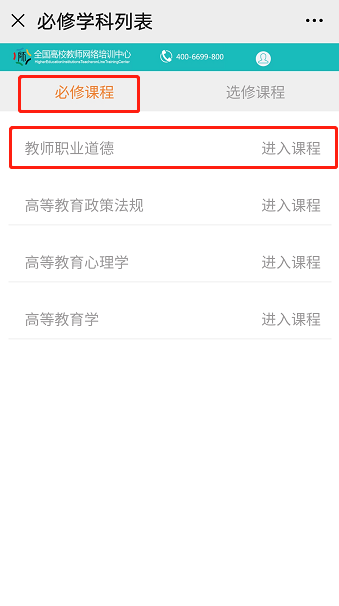 必修学科列表
全国高校教师网络培训中心
400-6699-800
必修课程 选修课程
教师职业道德 进入课程
高等教育政策法规 进入课程
高等教育心理学 进入课程
高等教育学 进入课程